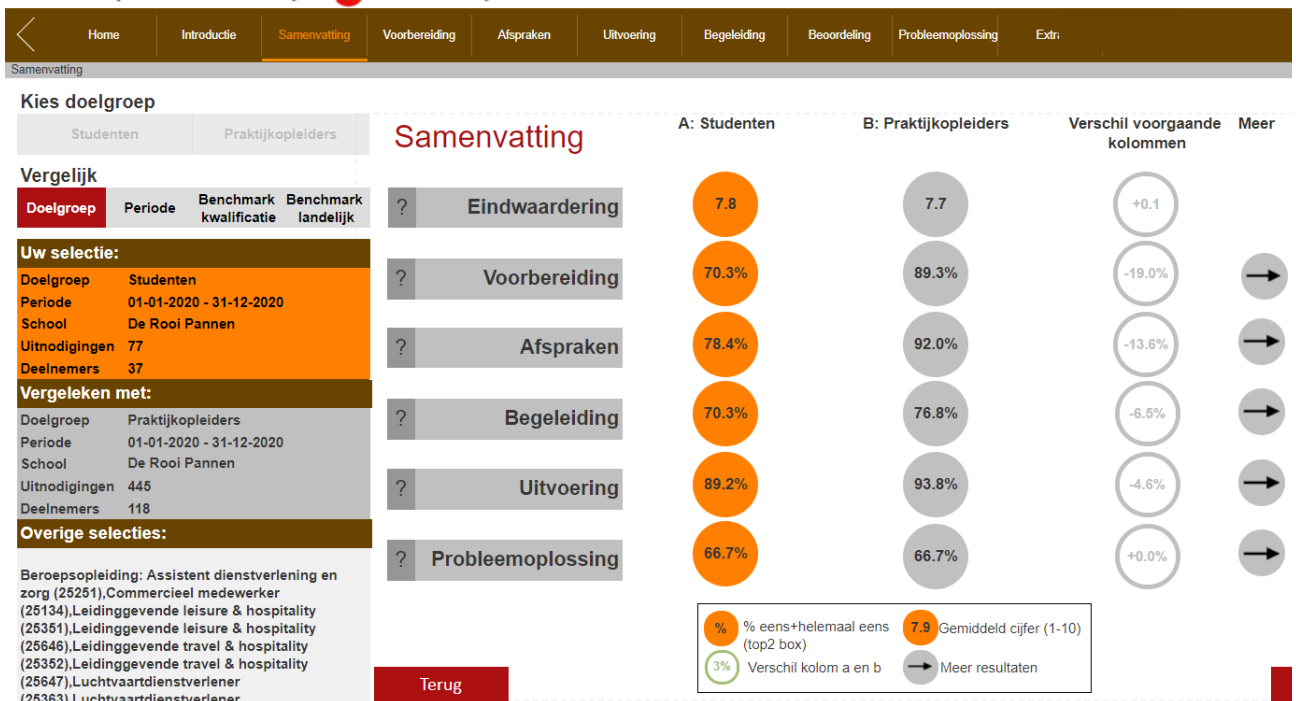 Home Introductie Samenvatting Voorbereiding Afspraken Uitvoering Begeleiding Beoordeling Probleemoplossing Extra
Samenvatting
Kies doelgroep
Studenten Praktijkopleiders
Vergelijk
Doelgroep Periode Benchmark kwalificatie Benchmark landelijk
Uw selectie:
Doelgroep Studenten
Periode 01-01-2020 - 31-12-2020
School De Rooi Pannen
Uitnodigingen 77
Deelnemers 37
Vergeleken met:
Doelgroep Praktijkopleiders
Periode 01-01-2020 - 31-12-2020
School De Rooi Pannen
Uitnodigingen 445
Deelnemers 118
Overige selecties:
Beroepsopleiding: Assistent dienstverlening en
zorg (25251),Commercieel medewerker
(25134),Leidinggevende leisure & hospitality
(25351),Leidinggevende leisure & hospitality
(25646),Leidinggevende travel & hospitality
(25352),Leidinggevende travel & hospitality
(25647),Luchtvaartdienstverlener
(25363),Luchtvaartdienstverlener
Samenvatting
A: Studenten B: Praktijkopleiders Verschil voorgaande kolommen Meer
? Eindwaardering 7.8 7.7 +0.1
? Voorbereiding 70.3% 89.3% -19.0%
? Afspraken 78.4% 92.0% -13.6%
? Begeleiding 70.3% 76.8% -6.5%
? Uitvoering 89.2% 93.8% -4.6%
? Probleemoplossing 66.7% 66.7% +0.0%
% % eens+helemaal eens (top2 box)
7.9 Gemiddeld cijfer (1-10)
3% Verschil kolom a en b
Meer resultaten
Terug